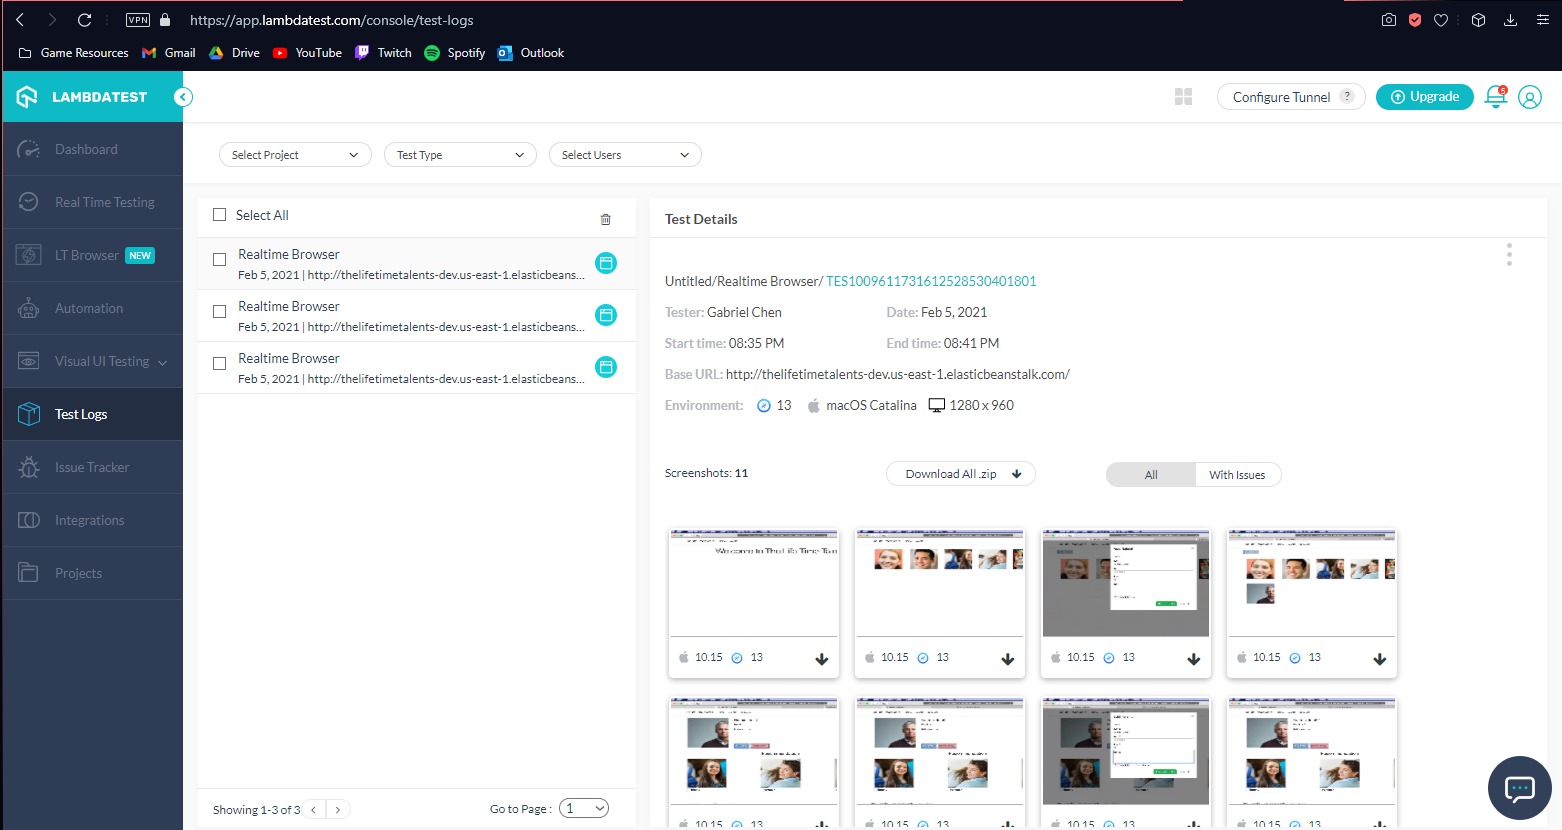 VPN https://app.lambdatest.com/console/test-logs
Game Resources Gmail Drive YouTube Twitch Spotify Outlook
LAMBDATEST
Configure Tunnel ? Upgrade 5
Dashboard
Real Time Testing
LT Browser NEW
Automation
Visual UI Testing
Test Logs
Issue Tracker
Integrations
Projects
Select Project Test Type Select Users
Select All
Realtime Browser
Feb 5, 2021 | http://thelifetimetalents-dev.us-east-1.elasticbeans...
Realtime Browser
Feb 5, 2021 | http://thelifetimetalents-dev.us-east-1.elasticbeans...
Realtime Browser
Feb 5, 2021 | http://thelifetimetalents-dev.us-east-1.elasticbeans...
Showing 1-3 of 3 Go to Page : 1
Test Details
Untitled/Realtime Browser/ TES1009611731612528530401801
Tester: Gabriel Chen Date: Feb 5, 2021
Start time: 08:35 PM End time: 08:41 PM
Base URL: http://thelifetimetalents-dev.us-east-1.elasticbeanstalk.com/
Environment: 13 macOS Catalina 1280 x 960
Screenshots: 11 Download All .zip All With Issues
Welcome to The Life Time Talen
10.15 13 10.15 13 10.15 13 10.15 13
10.15 13 10.15 13 10.15 13 10.15 13